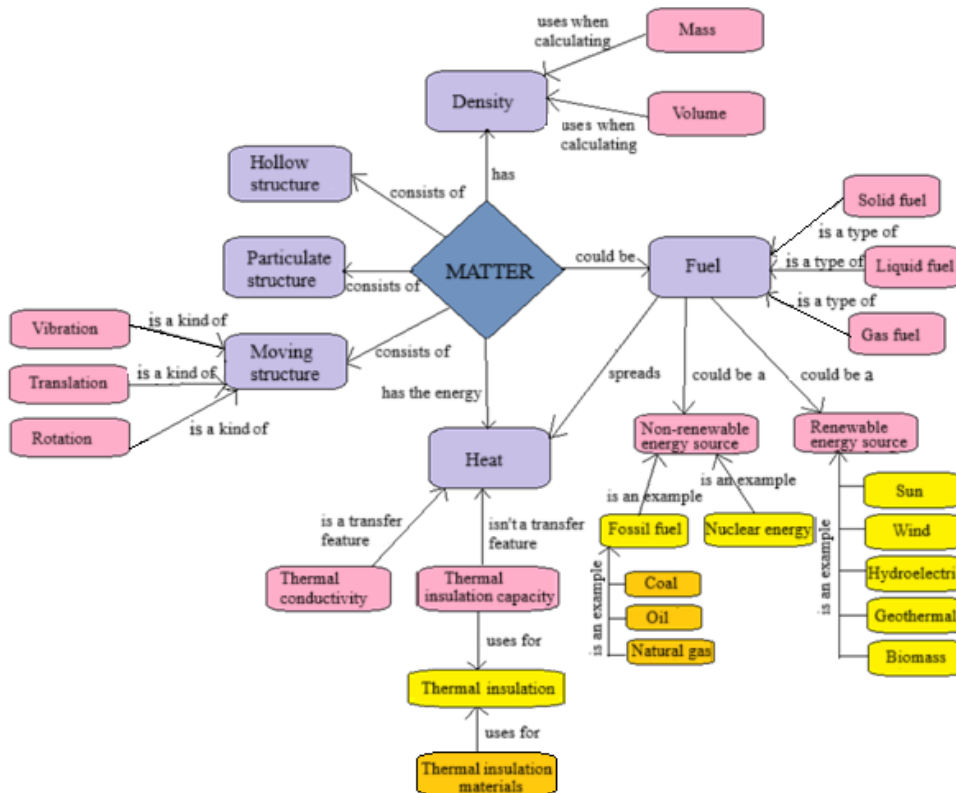 uses when
calculating
Mass
Density
Volume
uses when
calculating
has
Hollow
structure
consists of
Particulate
structure
consists of
MATTER
could be
Fuel
Solid fuel
is a type of
is a type of
Liquid fuel
is a type of
Gas fuel
Vibration
is a kind of
Translation
is a kind of
Moving
structure
consists of
Rotation
is a kind of
has the energy
spreads
could be a
could be a
Heat
Non-renewable
energy source
Renewable
energy source
is a transfer
feature
isn't a transfer
feature
is an example
is an example
Fossil fuel
Nuclear energy
Sun
Wind
Hydroelectri
Geothermal
Biomass
is an example
Thermal
conductivity
Thermal
insulation capacity
is an example
Coal
Oil
Natural gas
uses for
Thermal insulation
uses for
Thermal insulation
materials